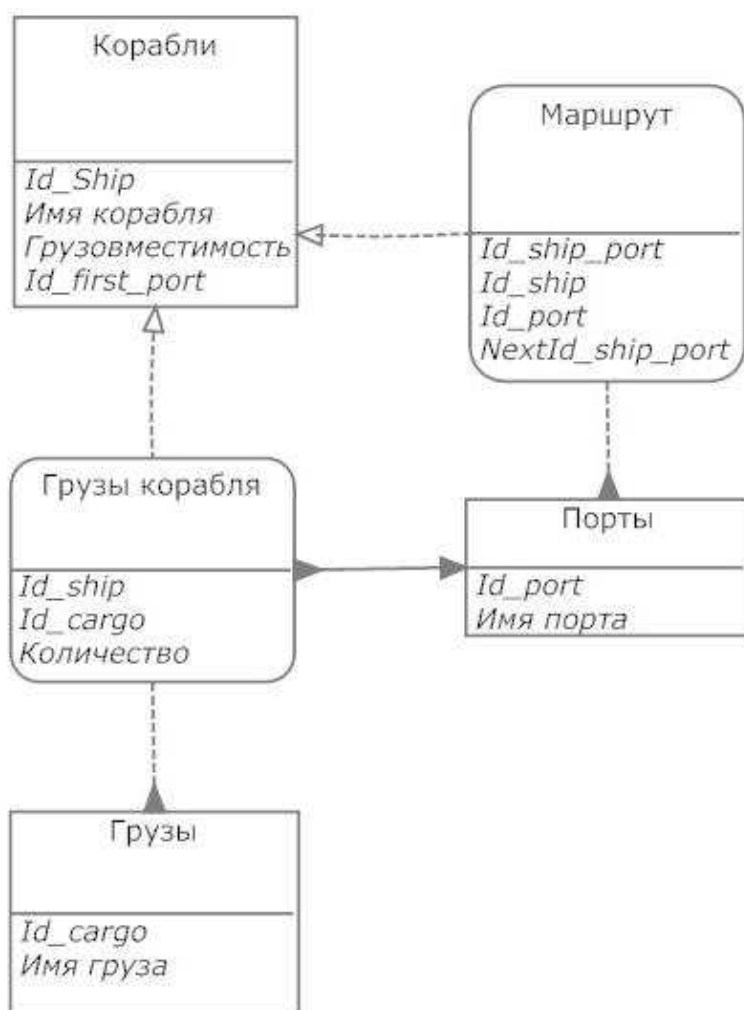 Корабли
Id_Ship
Имя корабля
Грузовместимость
Id_first_port
Маршрут
Id_ship_port
Id_ship
Id_port
NextId_ship_port
Грузы корабля
Id_ship
Id_cargo
Количество
Порты
Id_port
Имя порта
Грузы
Id_cargo
Имя груза